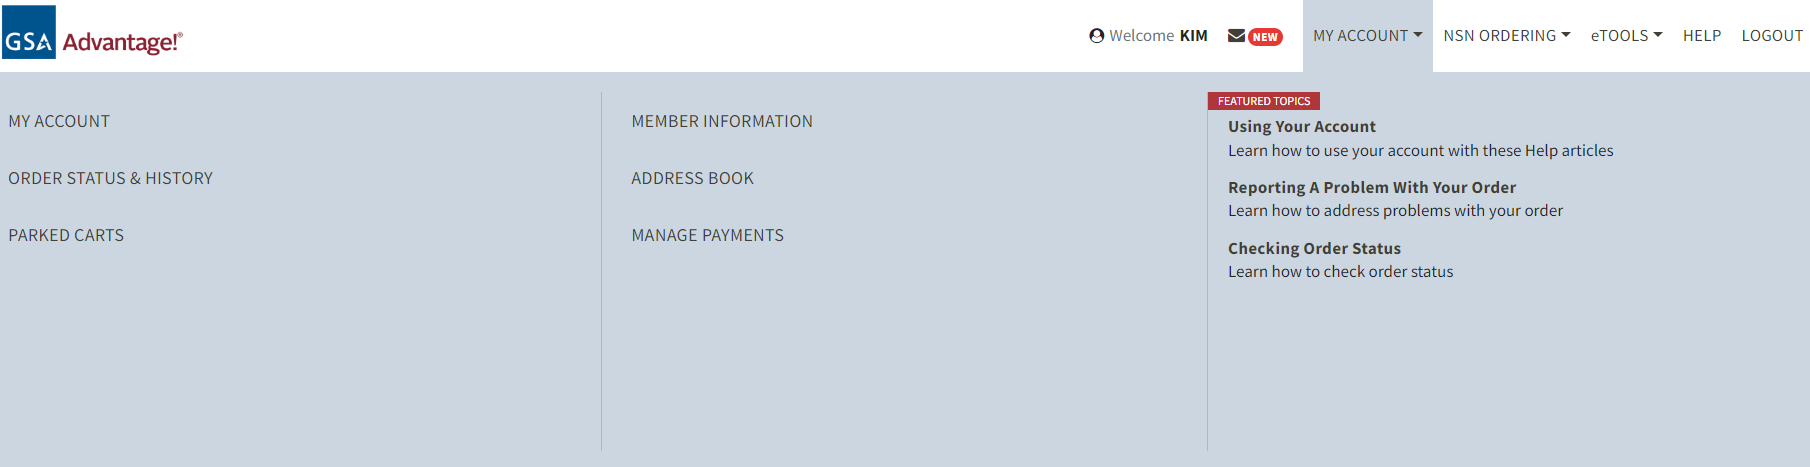 GSA Advantage!®
Welcome KIM
NEW
MY ACCOUNT
NSN ORDERING
eTOOLS
HELP
LOGOUT
MY ACCOUNT
ORDER STATUS & HISTORY
PARKED CARTS
MEMBER INFORMATION
ADDRESS BOOK
MANAGE PAYMENTS
FEATURED TOPICS
Using Your Account
Learn how to use your account with these Help articles
Reporting A Problem With Your Order
Learn how to address problems with your order
Checking Order Status
Learn how to check order status